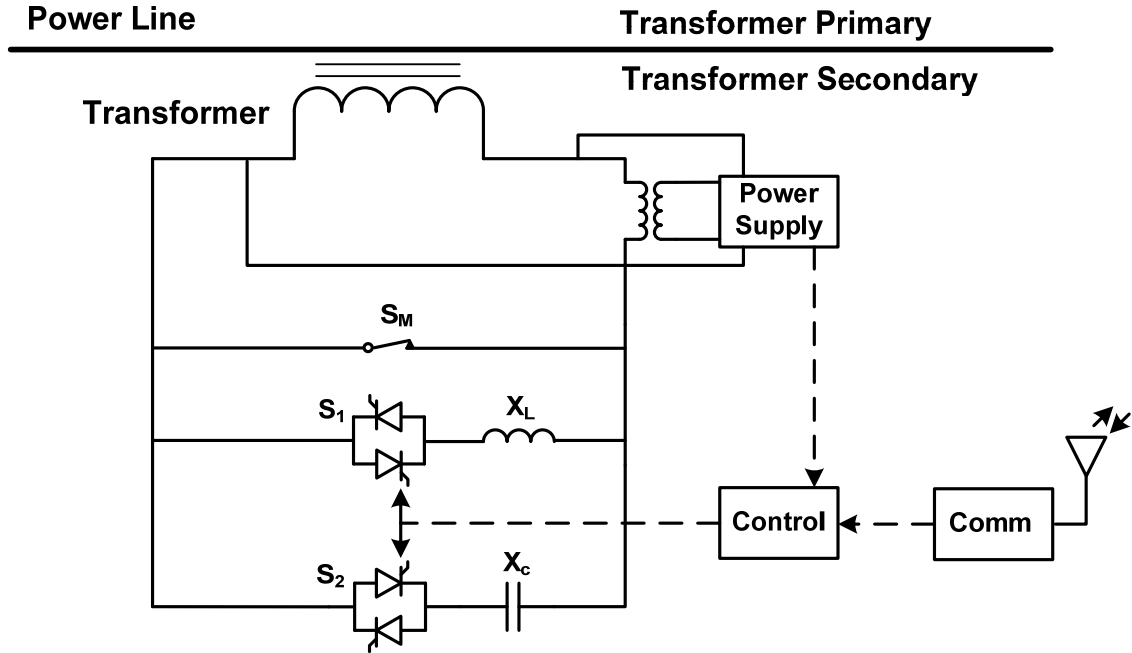 Power Line
Transformer Primary
Transformer Secondary
Transformer
Power
Supply
SM
S1
XL
Control
Comm
S2
Xc